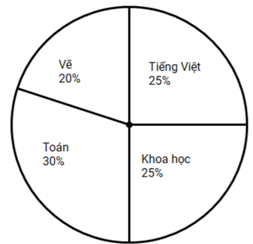 Vẽ
20%
Tiếng Việt
25%
Toán
30%
Khoa học
25%